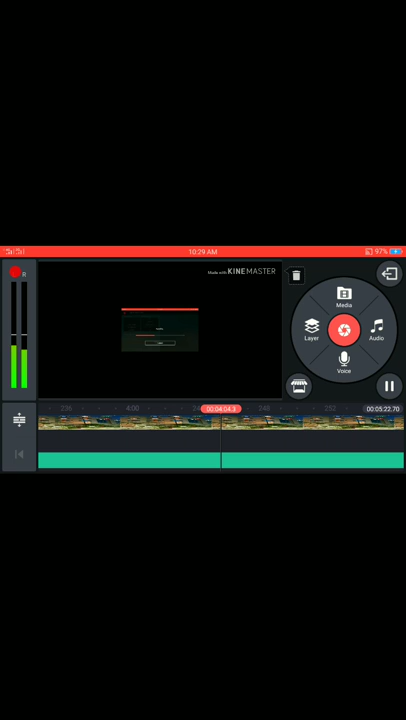 10:29 AM
97%
R
Made with KINEMASTER
Media
Layer
Audio
Voice
236
4:00
00:04:04.3
248
252
00:05:22.70